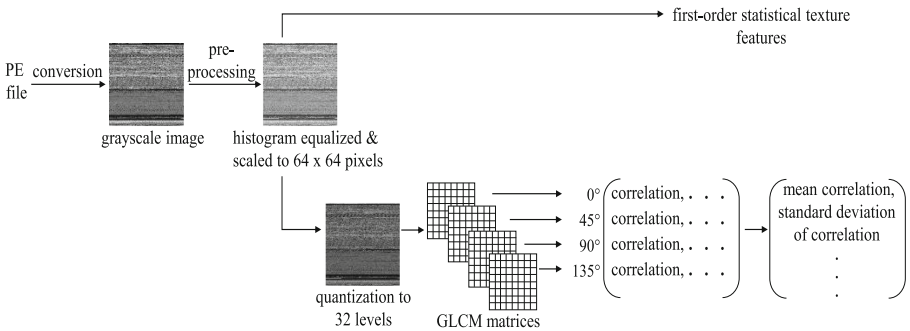 first-order statistical texture
features
PE
file
conversion
pre-
processing
grayscale image
histogram equalized &
scaled to 64 x 64 pixels
0° correlation, . . .
45° correlation, . . .
90° correlation, . . .
135° correlation, . . .
mean correlation,
standard deviation
of correlation
.
.
.
quantization to
32 levels
GLCM matrices